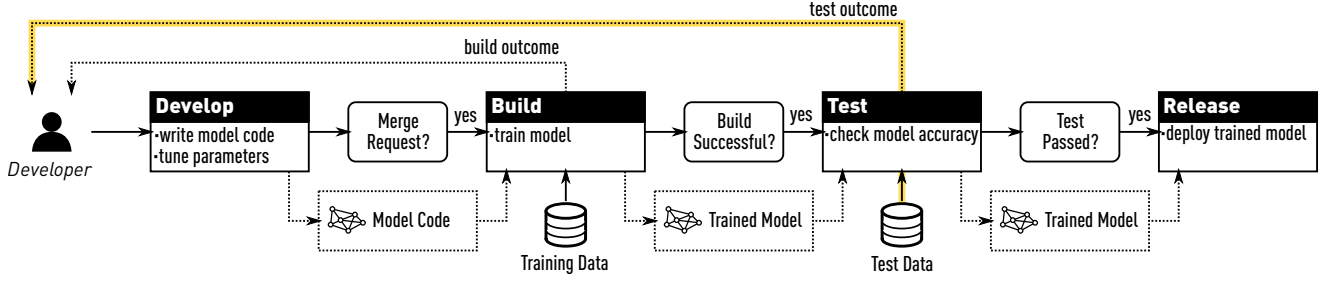 test outcome
build outcome
Developer
Develop
·write model code
·tune parameters
Merge
Request?
yes
Build
·train model
Build
Successful?
yes
Test
·check model accuracy
Test
Passed?
yes
Release
·deploy trained model
Model Code
Training Data
Trained Model
Test Data
Trained Model